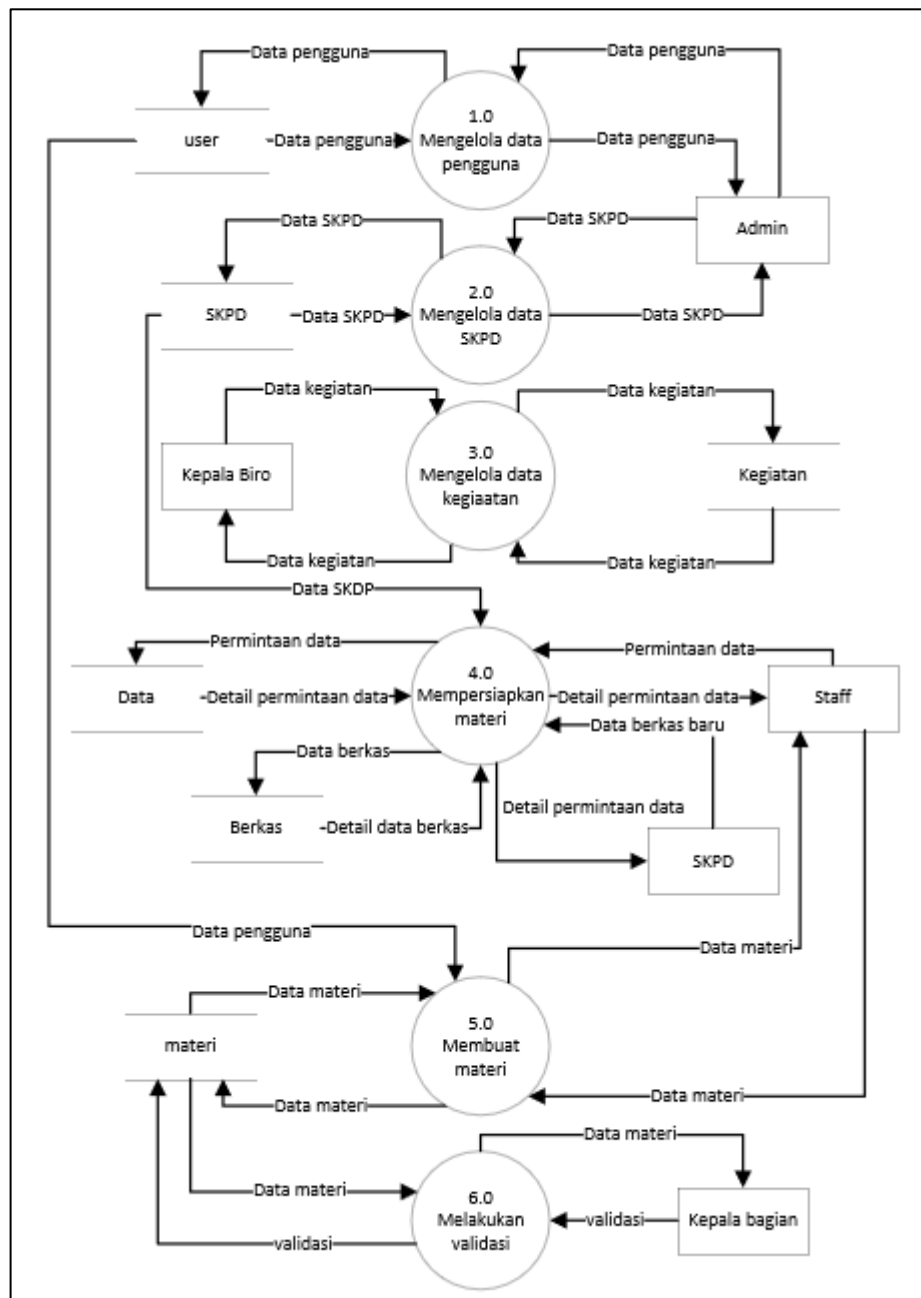 Data pengguna
Data pengguna
1.0
Mengelola data
pengguna
user
Data pengguna
Data pengguna
Data SKPD
Data SKPD
Admin
2.0
Mengelola data
SKPD
SKPD
Data SKPD
Data SKPD
Data kegiatan
Data kegiatan
3.0
Mengelola data
kegiaatan
Kepala Biro
Kegiatan
Data kegiatan
Data kegiatan
Data SKDP
Permintaan data
Permintaan data
4.0
Mempersiapkan
materi
Data
Detail permintaan data
Detail permintaan data
Staff
Data berkas baru
Data berkas
Detail permintaan data
Berkas
Detail data berkas
SKPD
Data pengguna
Data materi
Data materi
5.0
Membuat
materi
materi
Data materi
Data materi
Data materi
6.0
Melakukan
validasi
Data materi
validasi
Kepala bagian
validasi